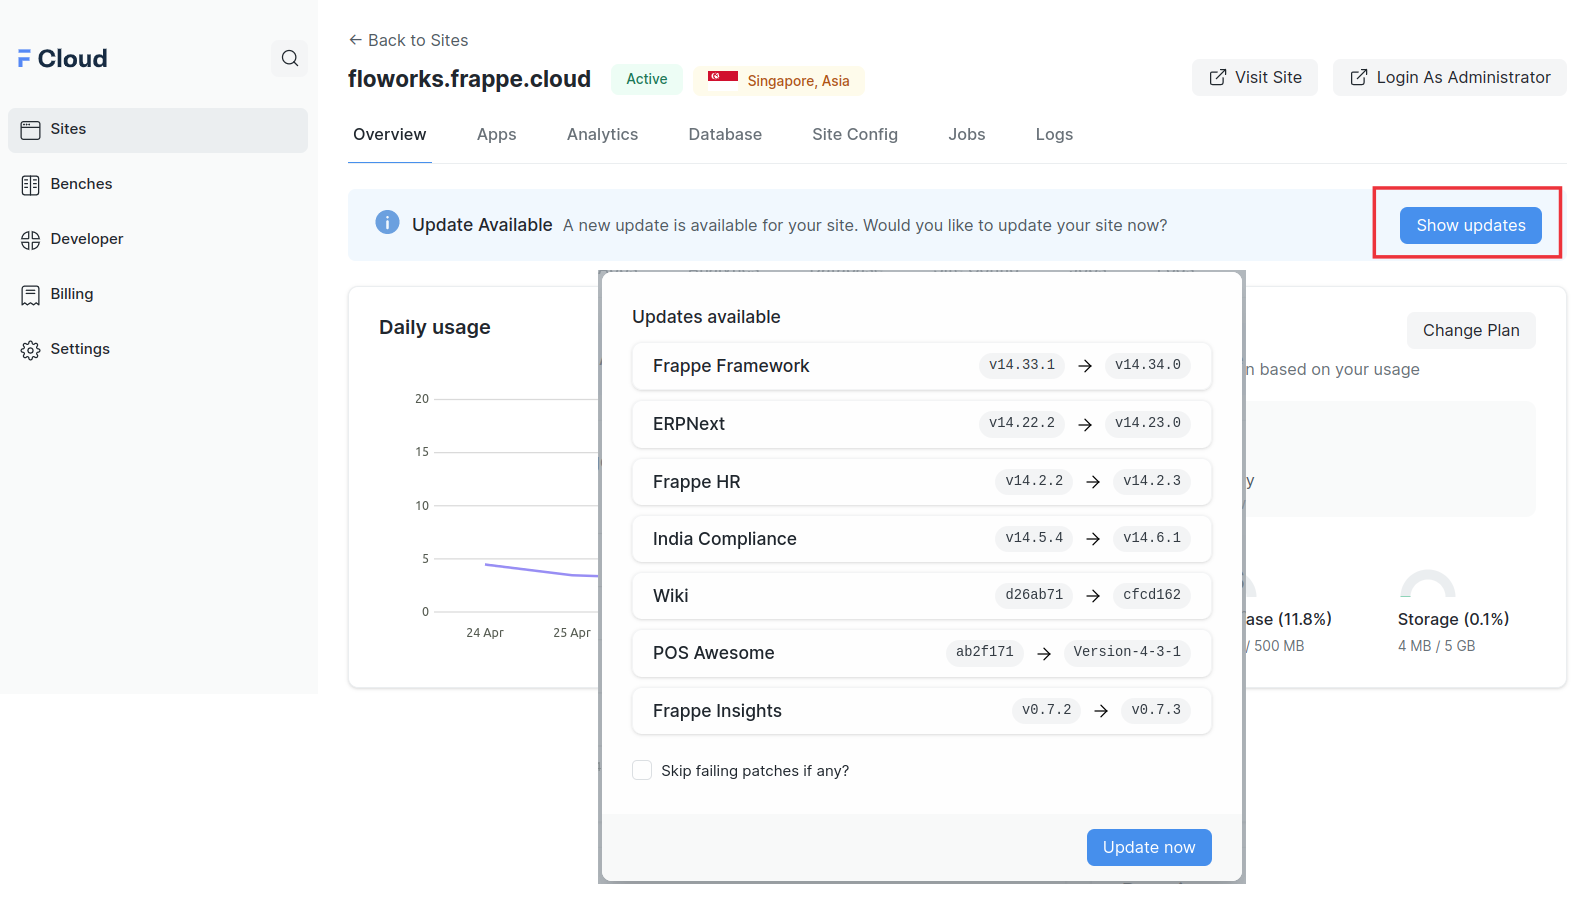 Cloud
Sites
Benches
Developer
Billing
Settings
← Back to Sites
floworks.frappe.cloud
Active
Singapore, Asia
Visit Site
Login As Administrator
Overview
Apps
Analytics
Database
Site Config
Jobs
Logs
Update Available A new update is available for your site. Would you like to update your site now?
Show updates
Daily usage
20
15
10
5
0
24 Apr
25 Apr
Updates available
Frappe Framework v14.33.1 → v14.34.0
ERPNext v14.22.2 → v14.23.0
Frappe HR v14.2.2 → v14.2.3
India Compliance v14.5.4 → v14.6.1
Wiki d26ab71 → cfcd162
POS Awesome ab2f171 → Version-4-3-1
Frappe Insights v0.7.2 → v0.7.3
Skip failing patches if any?
Update now
Change Plan
n based on your usage
y
ase (11.8%)
/ 500 MB
Storage (0.1%)
4 MB / 5 GB